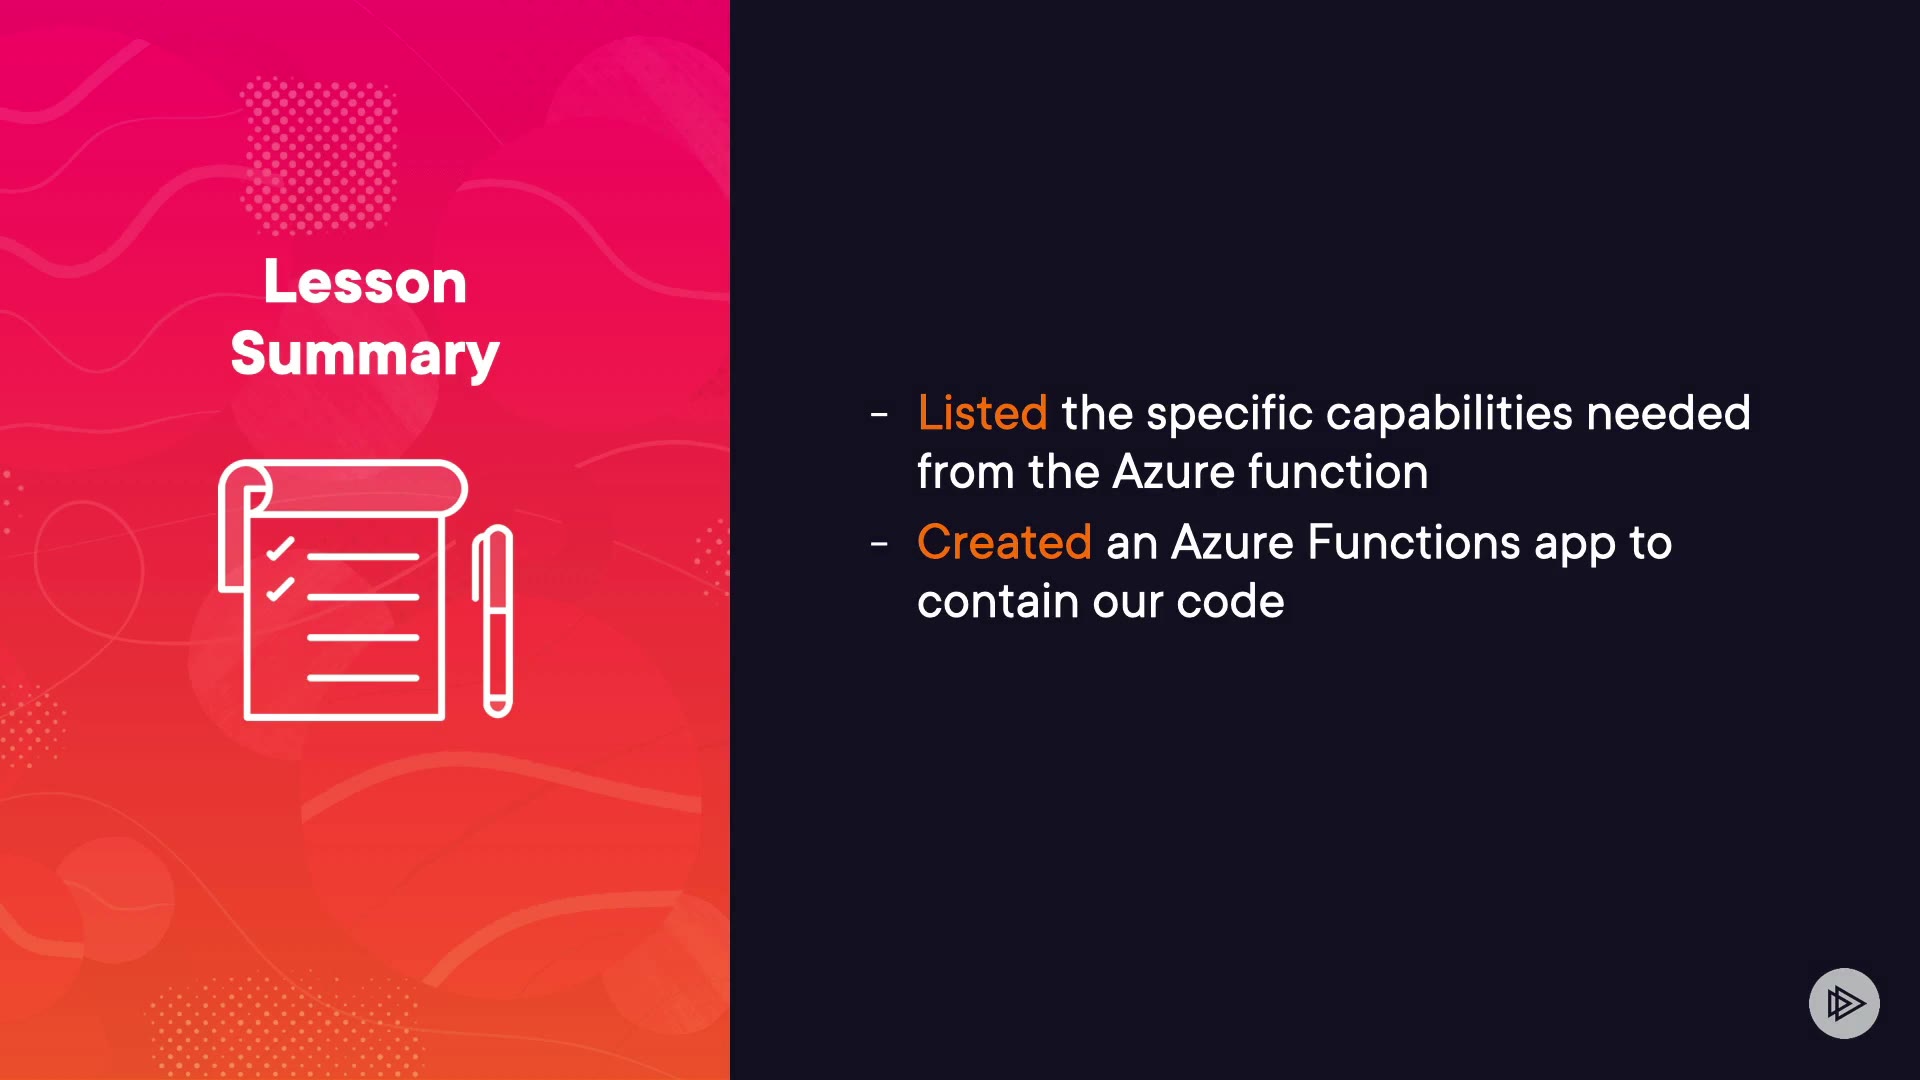 Lesson
Summary
- Listed the specific capabilities needed
from the Azure function
- Created an Azure Functions app to
contain our code